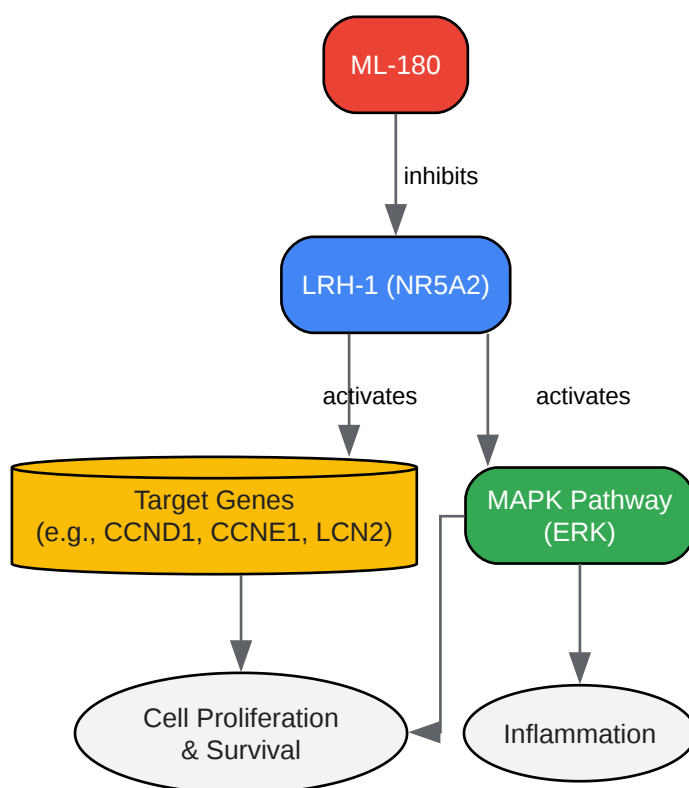 ML-180
inhibits
LRH-1 (NR5A2)
activates
activates
Target Genes
(e.g., CCND1, CCNE1, LCN2)
MAPK Pathway
(ERK)
Cell Proliferation
& Survival
Inflammation